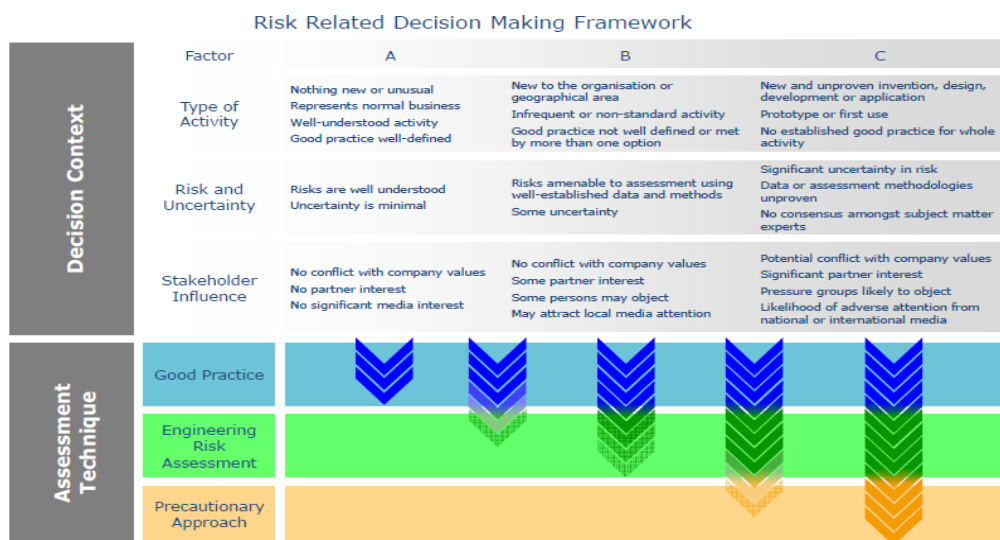 Risk Related Decision Making Framework
Decision Context
Factor
A
B
C
Type of
Activity
Nothing new or unusual
Represents normal business
Well-understood activity
Good practice well-defined
New to the organisation or
geographical area
Infrequent or non-standard activity
Good practice not well defined or met
by more than one option
New and unproven invention, design,
development or application
Prototype or first use
No established good practice for whole
activity
Risk and
Uncertainty
Risks are well understood
Uncertainty is minimal
Risks amenable to assessment using
well-established data and methods
Some uncertainty
Significant uncertainty in risk
Data or assessment methodologies
unproven
No consensus amongst subject matter
experts
Stakeholder
Influence
No conflict with company values
No partner interest
No significant media interest
No conflict with company values
Some partner interest
Some persons may object
May attract local media attention
Potential conflict with company values
Significant partner interest
Pressure groups likely to object
Likelihood of adverse attention from
national or international media
Assessment
Technique
Good Practice
Engineering
Risk
Assessment
Precautionary
Approach